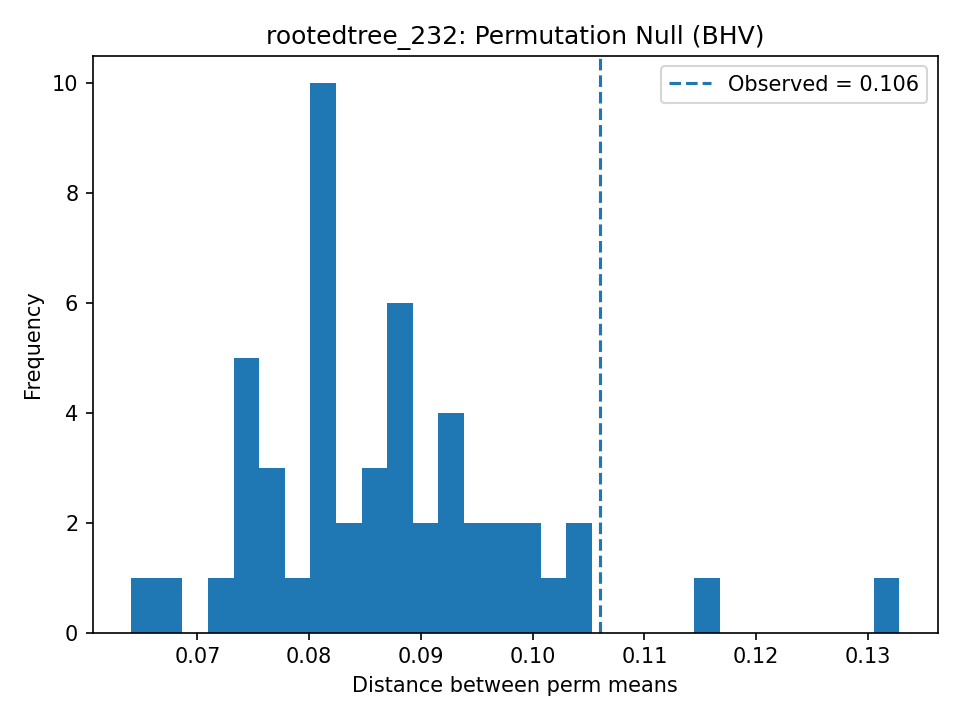 rootedtree_232: Permutation Null (BHV)
Observed = 0.106
10
8
6
4
2
0
Frequency
0.07 0.08 0.09 0.10 0.11 0.12 0.13
Distance between perm means